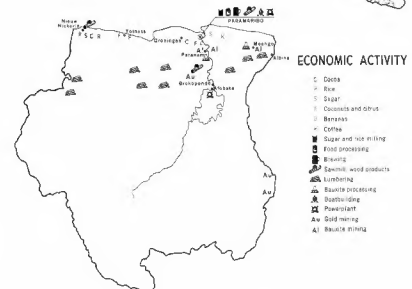 PARAMARIBO
Nieuw
Nickerie
Totness
Groningen
Moengo
Al
Paranam
Al
Albina
Au
Brokopondo
Afobaka
Au
Au
ECONOMIC ACTIVITY
C Cocoa
R Rice
S Sugar
Coconuts and citrus
B Bananas
Coffee
Sugar and rice milling
Food processing
Brewing
Sawmill, wood products
Lumbering
Bauxite processing
Boatbuilding
Powerplant
Au Gold mining
Al Bauxite mining